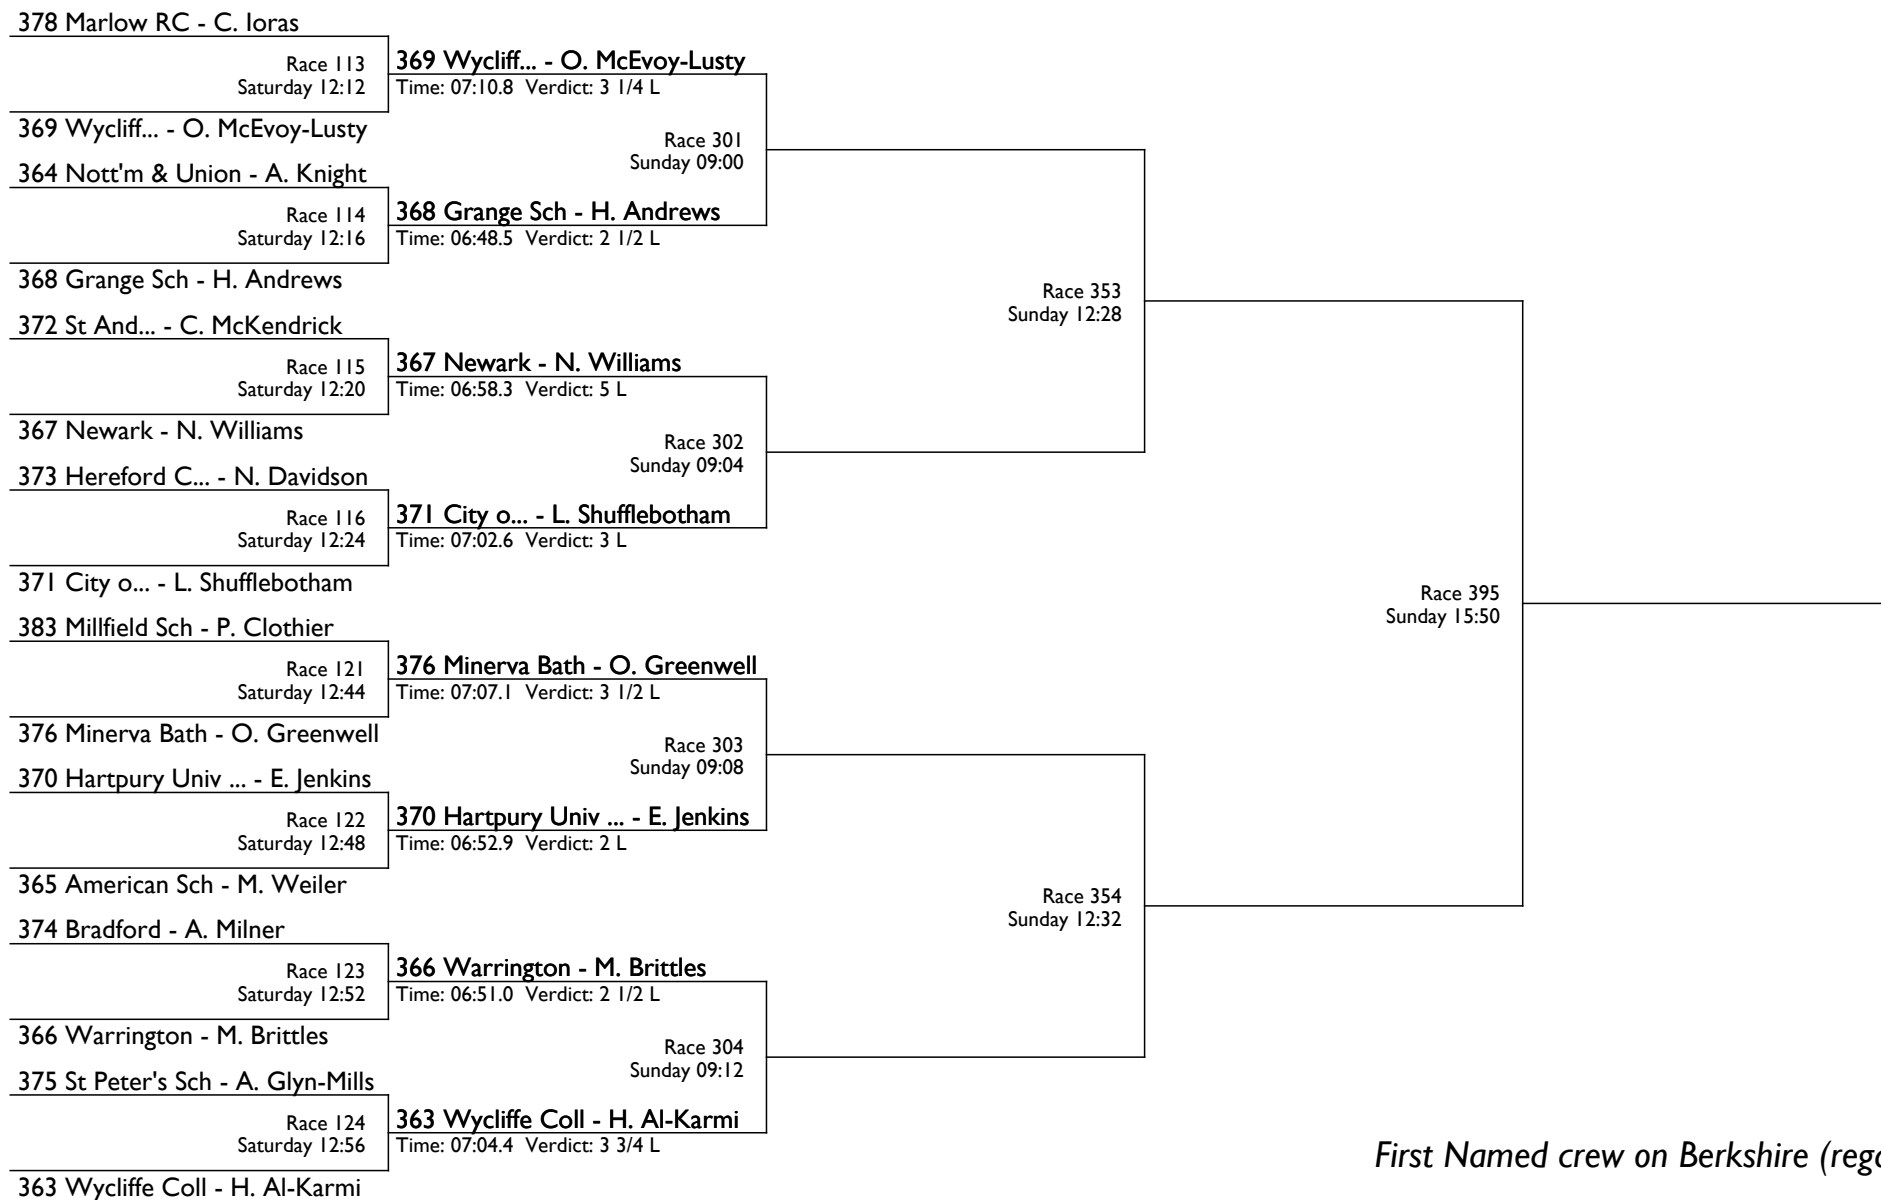 378 Marlow RC - C. Ioras
Race 113
Saturday 12:12
369 Wycliff... - O. McEvoy-Lusty
Time: 07:10.8 Verdict: 3 1/4 L
369 Wycliff... - O. McEvoy-Lusty
Race 301
Sunday 09:00
364 Nott'm & Union - A. Knight
Race 114
Saturday 12:16
368 Grange Sch - H. Andrews
Time: 06:48.5 Verdict: 2 1/2 L
368 Grange Sch - H. Andrews
Race 353
Sunday 12:28
372 St And... - C. McKendrick
Race 115
Saturday 12:20
367 Newark - N. Williams
Time: 06:58.3 Verdict: 5 L
367 Newark - N. Williams
Race 302
Sunday 09:04
373 Hereford C... - N. Davidson
Race 116
Saturday 12:24
371 City o... - L. Shufflebotham
Time: 07:02.6 Verdict: 3 L
371 City o... - L. Shufflebotham
Race 395
Sunday 15:50
383 Millfield Sch - P. Clothier
Race 121
Saturday 12:44
376 Minerva Bath - O. Greenwell
Time: 07:07.1 Verdict: 3 1/2 L
376 Minerva Bath - O. Greenwell
Race 303
Sunday 09:08
370 Hartpury Univ ... - E. Jenkins
Race 122
Saturday 12:48
370 Hartpury Univ ... - E. Jenkins
Time: 06:52.9 Verdict: 2 L
365 American Sch - M. Weiler
Race 354
Sunday 12:32
374 Bradford - A. Milner
Race 123
Saturday 12:52
366 Warrington - M. Brittles
Time: 06:51.0 Verdict: 2 1/2 L
366 Warrington - M. Brittles
Race 304
Sunday 09:12
375 St Peter's Sch - A. Glyn-Mills
Race 124
Saturday 12:56
363 Wycliffe Coll - H. Al-Karmi
Time: 07:04.4 Verdict: 3 3/4 L
363 Wycliffe Coll - H. Al-Karmi
First Named crew on Berkshire